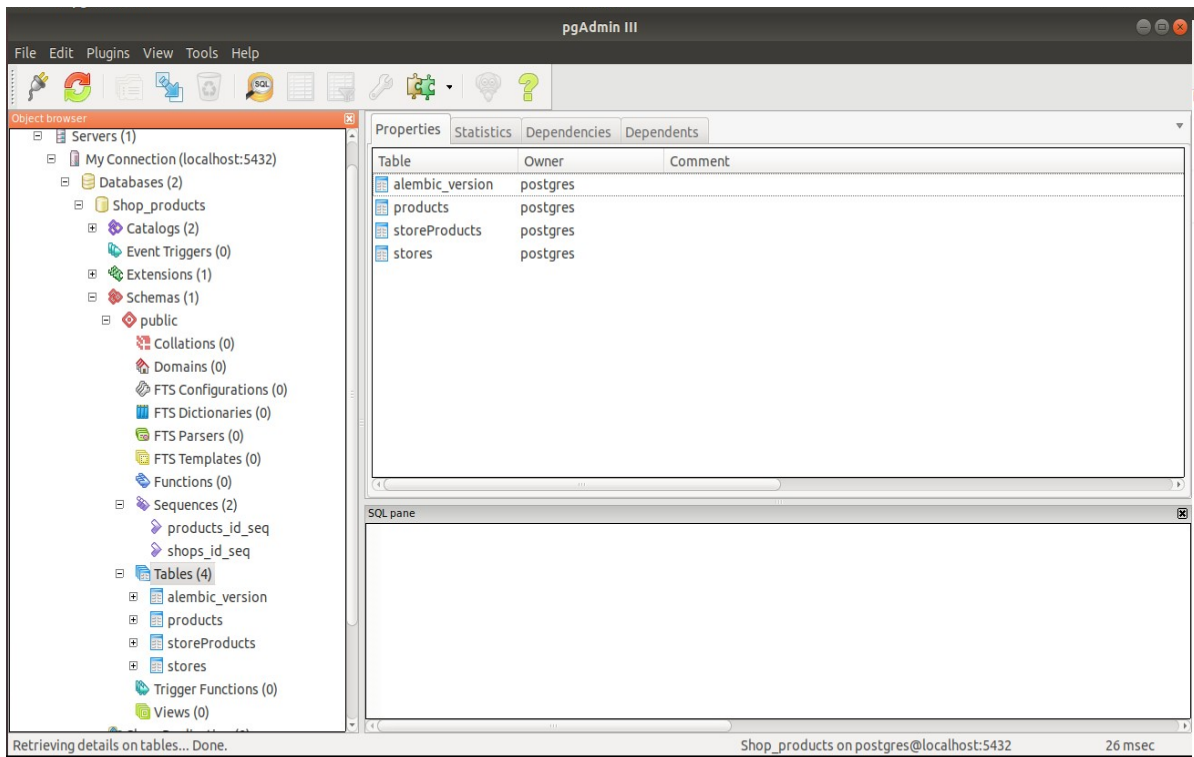 pgAdmin III
File Edit Plugins View Tools Help
SQL
Object browser
Servers (1)
My Connection (localhost:5432)
Databases (2)
Shop_products
Catalogs (2)
Event Triggers (0)
Extensions (1)
Schemas (1)
public
Collations (0)
Domains (0)
FTS Configurations (0)
FTS Dictionaries (0)
FTS Parsers (0)
FTS Templates (0)
Functions (0)
Sequences (2)
products_id_seq
shops_id_seq
Tables (4)
alembic_version
products
storeProducts
stores
Trigger Functions (0)
Views (0)
Properties Statistics Dependencies Dependents
Table Owner Comment
alembic_version postgres
products postgres
storeProducts postgres
stores postgres
SQL pane
Retrieving details on tables... Done. Shop_products on postgres@localhost:5432 26 msec